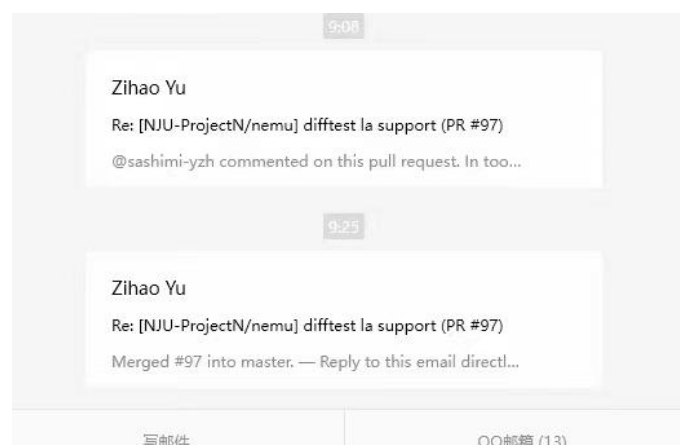 9:08
Zihao Yu
Re: [NJU-ProjectN/nemu] difftest la support (PR #97)
@sashimi-yzh commented on this pull request. In too...
9:25
Zihao Yu
Re: [NJU-ProjectN/nemu] difftest la support (PR #97)
Merged #97 into master. — Reply to this email directl...
写邮件
QQ邮箱 (13)